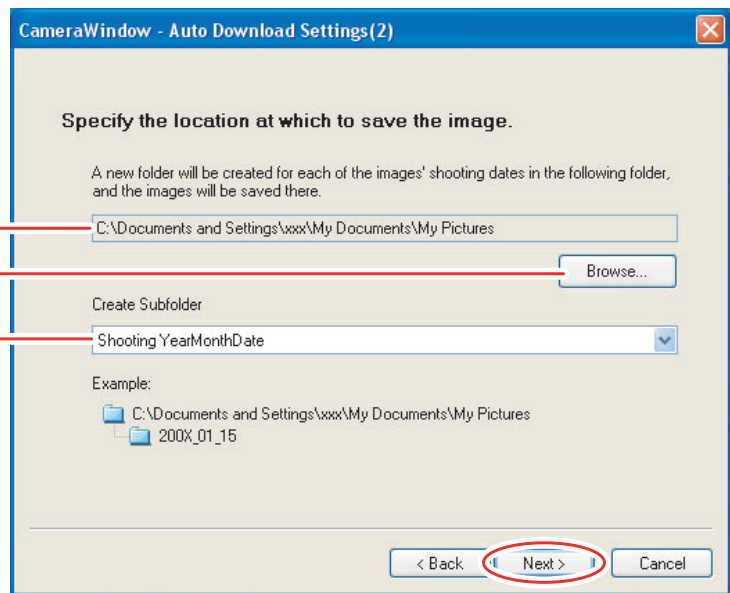 CameraWindow - Auto Download Settings(2)
Specify the location at which to save the image.
A new folder will be created for each of the images' shooting dates in the following folder,
and the images will be saved there.
C:\Documents and Settings\xxx\My Documents\My Pictures
Browse...
Create Subfolder
Shooting YearMonthDate
Example:
C:\Documents and Settings\xxx\My Documents\My Pictures
200X_01_15
< Back Next > Cancel